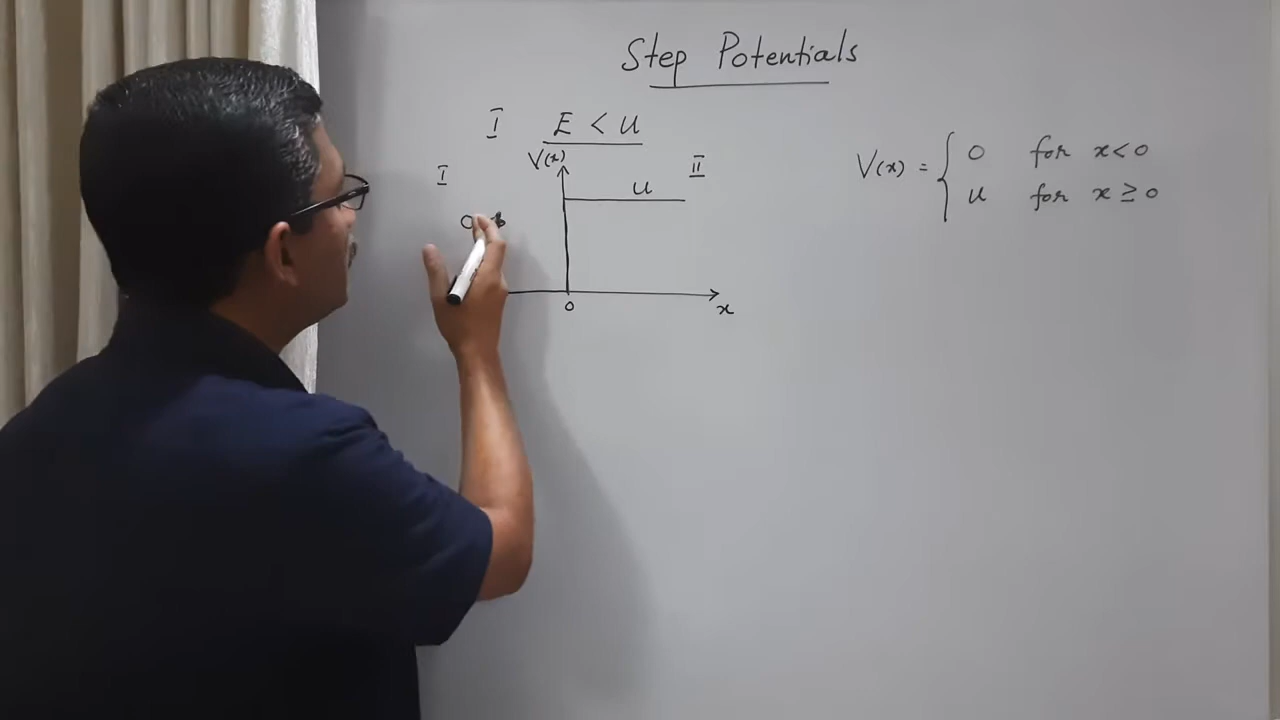 Step Potentials
I E < U
V(x)
I
II
U
0
x
V(x) = { 0 for x<0
U for x ≥ 0